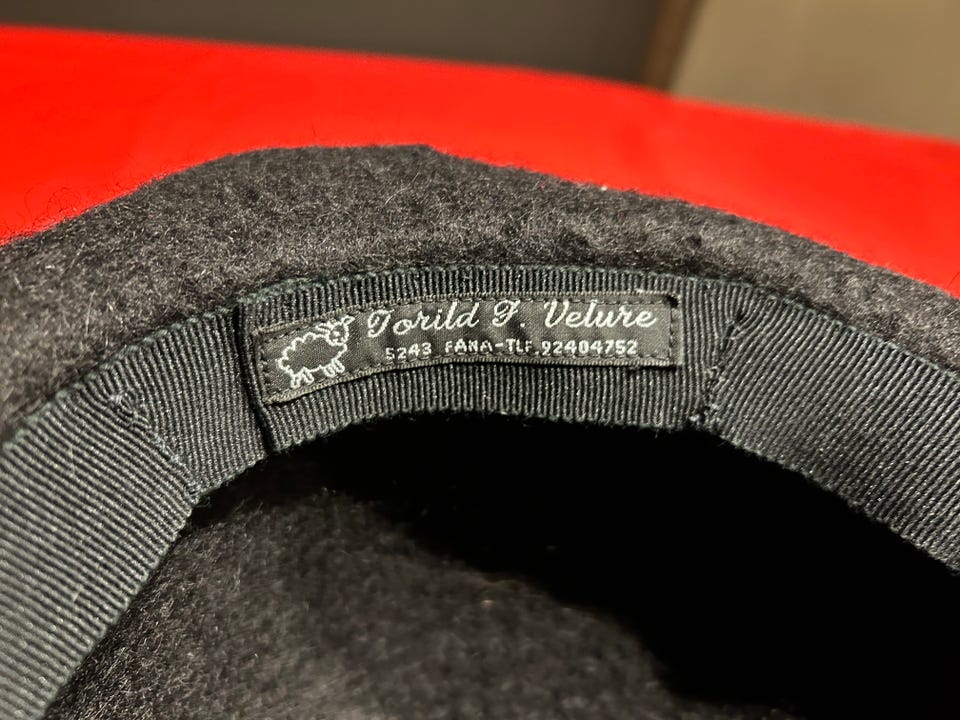 Torild F. Velure
5243 FANA-TLF.92404752